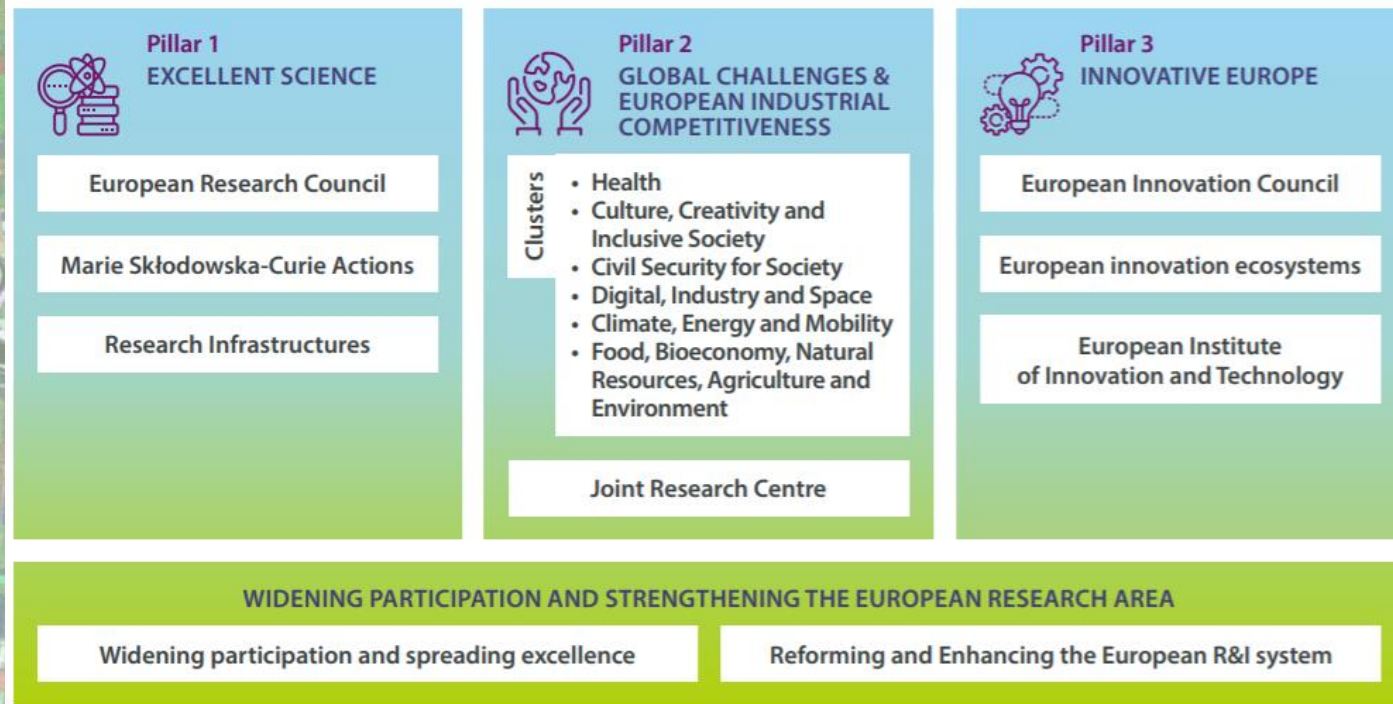 Pillar 1
EXCELLENT SCIENCE
European Research Council
Marie Skłodowska-Curie Actions
Research Infrastructures
Pillar 2
GLOBAL CHALLENGES &
EUROPEAN INDUSTRIAL
COMPETITIVENESS
Clusters
• Health
• Culture, Creativity and
Inclusive Society
• Civil Security for Society
• Digital, Industry and Space
• Climate, Energy and Mobility
• Food, Bioeconomy, Natural
Resources, Agriculture and
Environment
Joint Research Centre
Pillar 3
INNOVATIVE EUROPE
European Innovation Council
European innovation ecosystems
European Institute
of Innovation and Technology
WIDENING PARTICIPATION AND STRENGTHENING THE EUROPEAN RESEARCH AREA
Widening participation and spreading excellence
Reforming and Enhancing the European R&I system